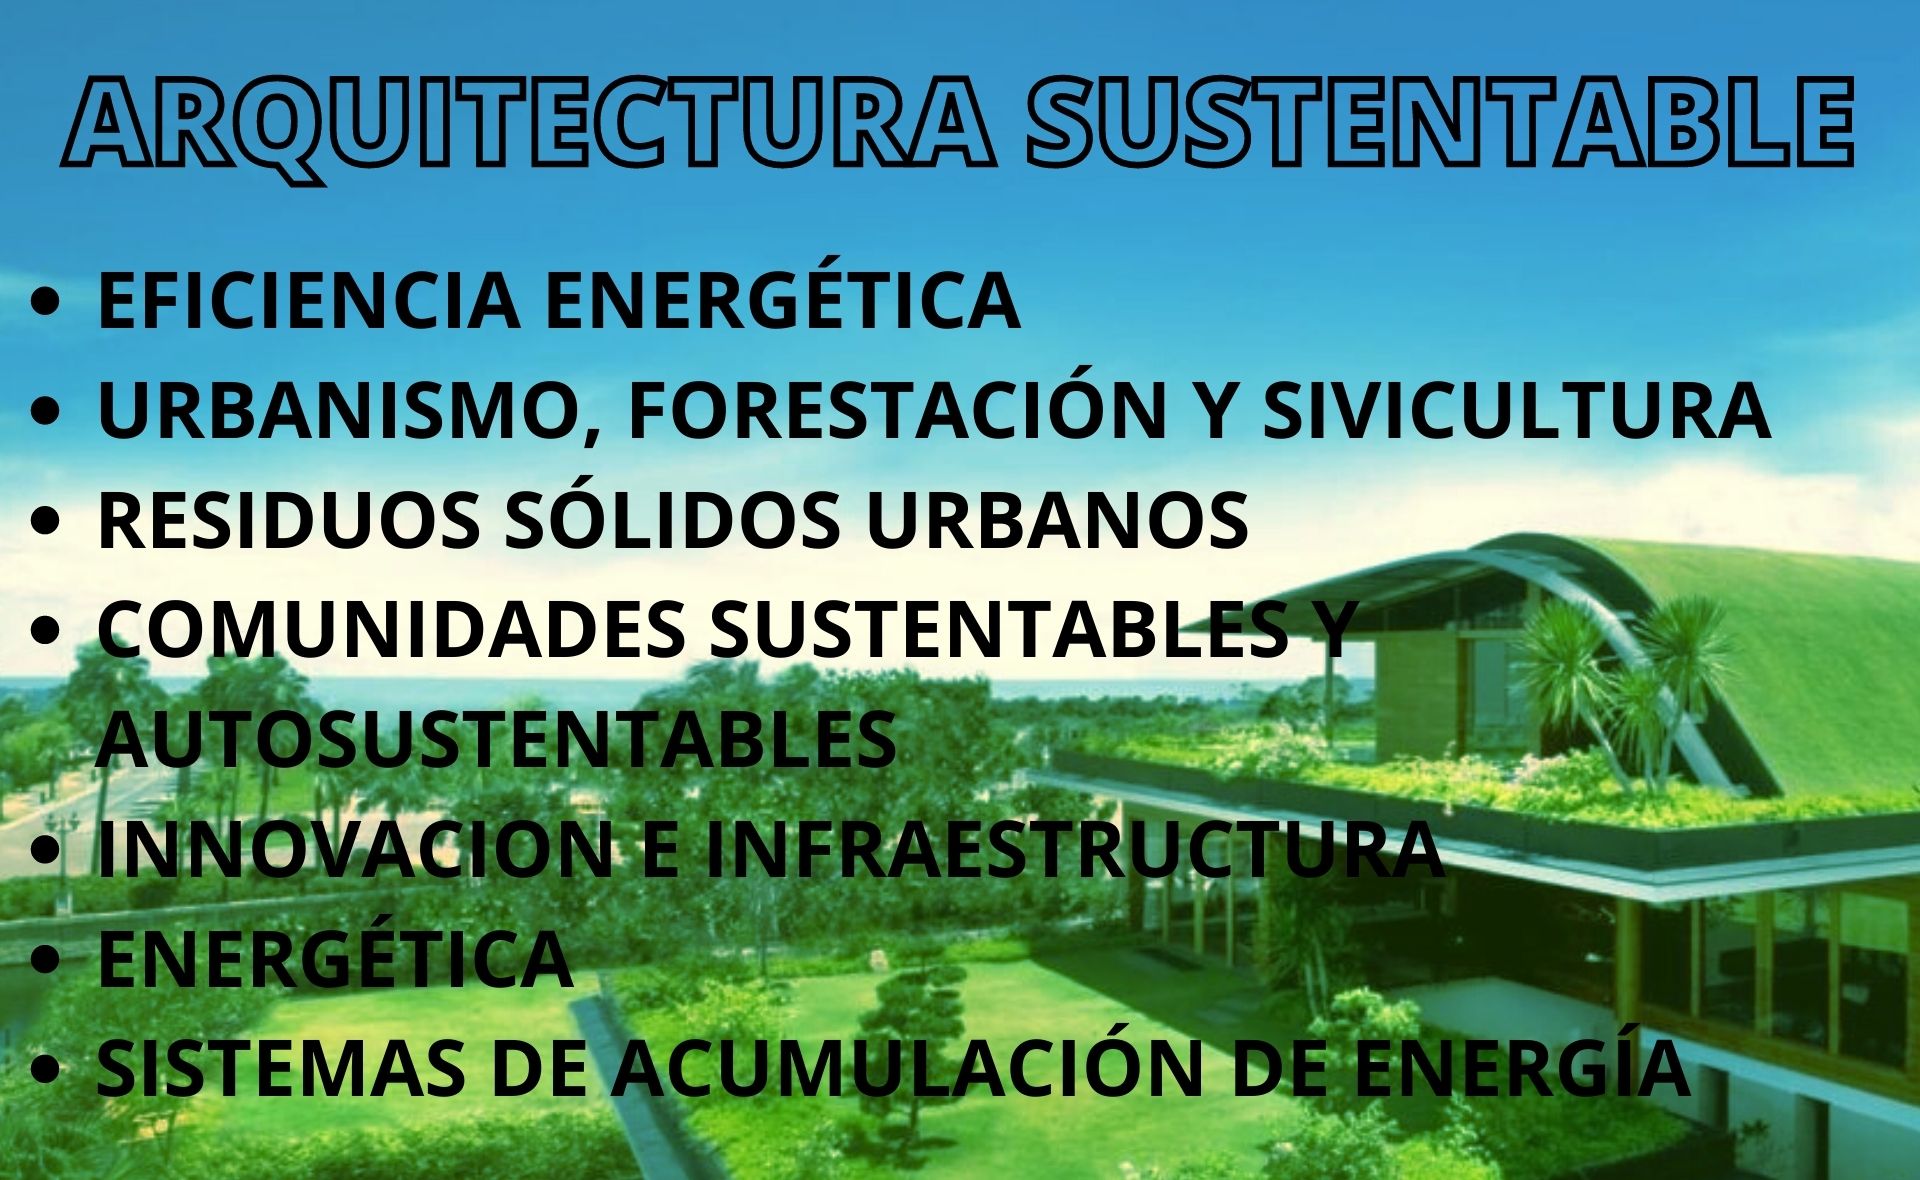 ARQUITECTURA SUSTENTABLE
• EFICIENCIA ENERGÉTICA
• URBANISMO, FORESTACIÓN Y SIVICULTURA
• RESIDUOS SÓLIDOS URBANOS
• COMUNIDADES SUSTENTABLES Y
AUTOSUSTENTABLES
• INNOVACION E INFRAESTRUCTURA
• ENERGÉTICA
• SISTEMAS DE ACUMULACIÓN DE ENERGÍA